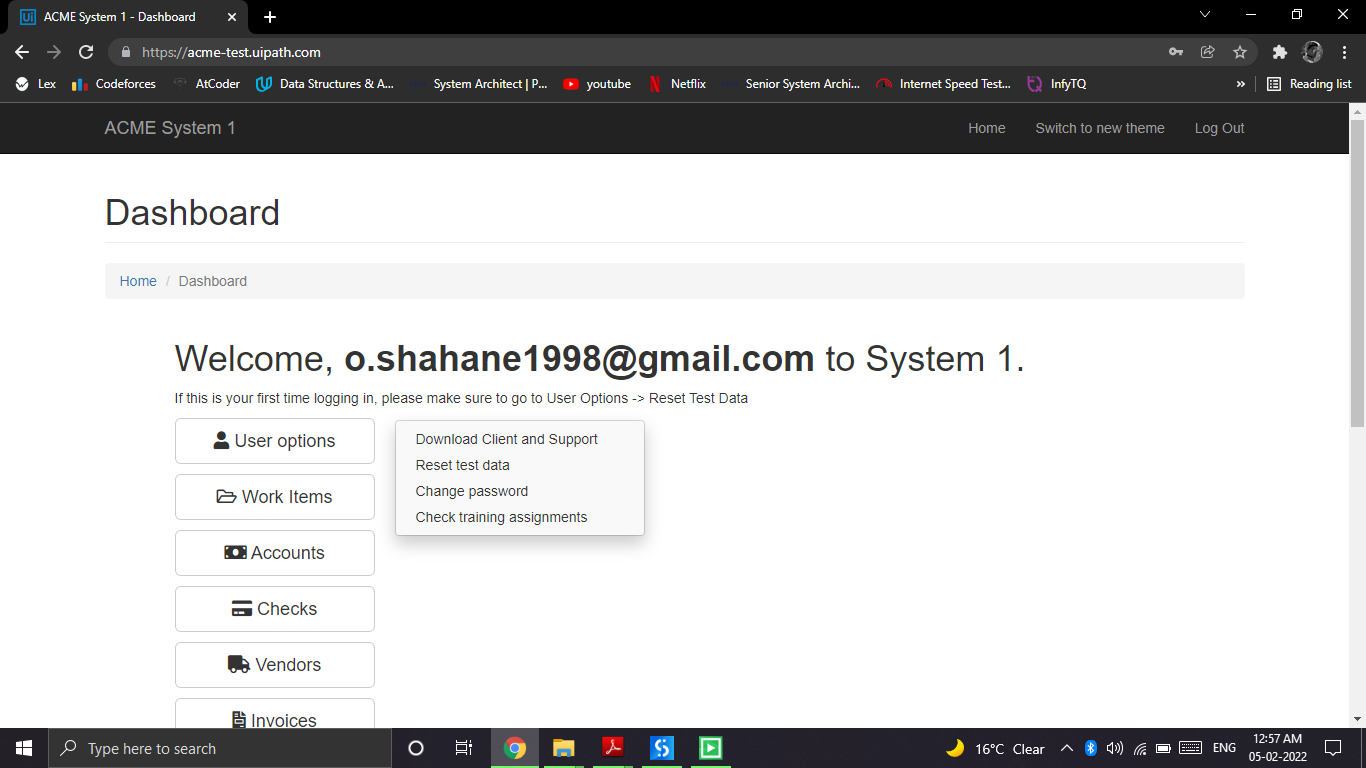 Ui ACME System 1 - Dashboard
https://acme-test.uipath.com
Lex Codeforces AtCoder Data Structures & A... System Architect | P... youtube Netflix Senior System Archi... Internet Speed Test... InfyTQ » Reading list
ACME System 1 Home Switch to new theme Log Out
Dashboard
Home / Dashboard
Welcome, o.shahane1998@gmail.com to System 1.
If this is your first time logging in, please make sure to go to User Options -> Reset Test Data
User options
Download Client and Support
Reset test data
Change password
Check training assignments
Work Items
Accounts
Checks
Vendors
Invoices
Type here to search 16°C Clear ENG 12:57 AM
05-02-2022